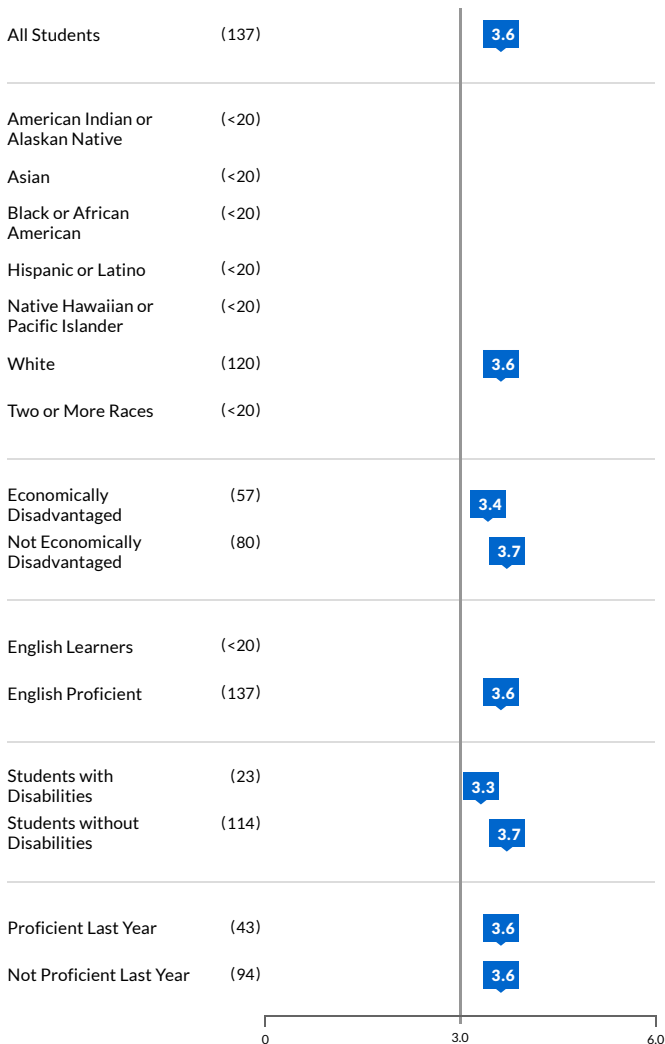 All Students (137) 3.6
American Indian or (<20)
Alaskan Native
Asian (<20)
Black or African (<20)
American
Hispanic or Latino (<20)
Native Hawaiian or (<20)
Pacific Islander
White (120) 3.6
Two or More Races (<20)
Economically (57) 3.4
Disadvantaged
Not Economically (80) 3.7
Disadvantaged
English Learners (<20)
English Proficient (137) 3.6
Students with (23) 3.3
Disabilities
Students without (114) 3.7
Disabilities
Proficient Last Year (43) 3.6
Not Proficient Last Year (94) 3.6
0 3.0 6.0